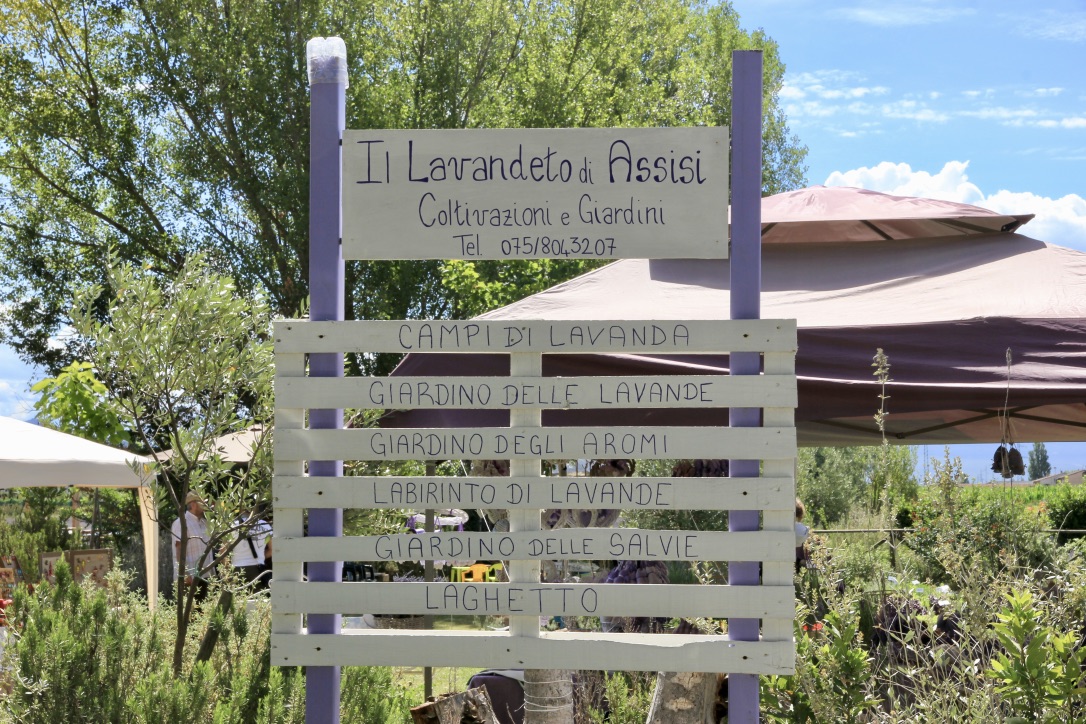 Il Lavandeto di Assisi
Coltivazioni e Giardini
Tel. 075/8043207
CAMPI DI LAVANDA
GIARDINO DELLE LAVANDE
GIARDINO DEGLI AROMI
LABIRINTO DI LAVANDE
GIARDINO DELLE SALVIE
LAGHETTO